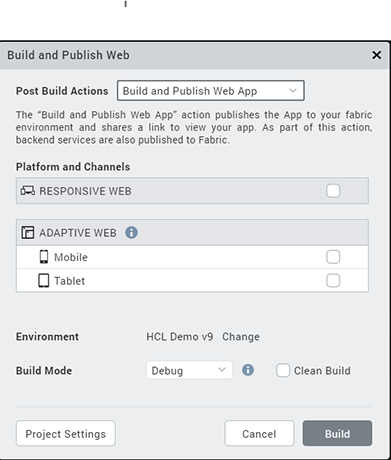 Build and Publish Web
Post Build Actions Build and Publish Web App
The “Build and Publish Web App” action publishes the App to your fabric
environment and shares a link to view your app. As part of this action,
backend services are also published to Fabric.
Platform and Channels
RESPONSIVE WEB
ADAPTIVE WEB
Mobile
Tablet
Environment HCL Demo v9 Change
Build Mode Debug Clean Build
Project Settings Cancel Build